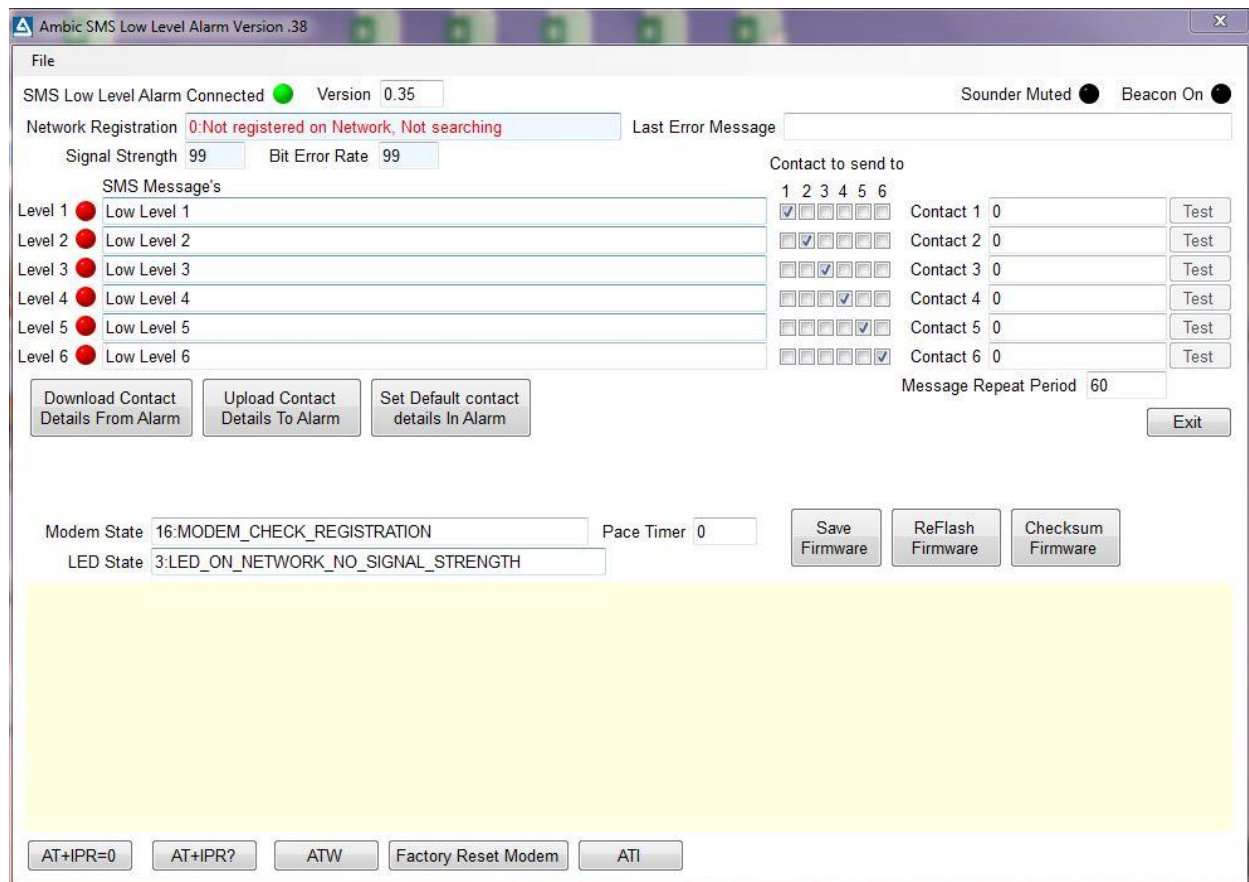 Ambic SMS Low Level Alarm Version .38
File
SMS Low Level Alarm Connected Version 0.35 Sounder Muted Beacon On
Network Registration 0:Not registered on Network, Not searching Last Error Message
Signal Strength 99 Bit Error Rate 99
Contact to send to
SMS Message's
1 2 3 4 5 6
Level 1 Low Level 1 Contact 1 0 Test
Level 2 Low Level 2 Contact 2 0 Test
Level 3 Low Level 3 Contact 3 0 Test
Level 4 Low Level 4 Contact 4 0 Test
Level 5 Low Level 5 Contact 5 0 Test
Level 6 Low Level 6 Contact 6 0 Test
Message Repeat Period 60
Download Contact
Details From Alarm
Upload Contact
Details To Alarm
Set Default contact
details In Alarm
Exit
Modem State 16:MODEM_CHECK_REGISTRATION Pace Timer 0
LED State 3:LED_ON_NETWORK_NO_SIGNAL_STRENGTH
Save
Firmware
ReFlash
Firmware
Checksum
Firmware
AT+IPR=0 AT+IPR? ATW Factory Reset Modem ATI